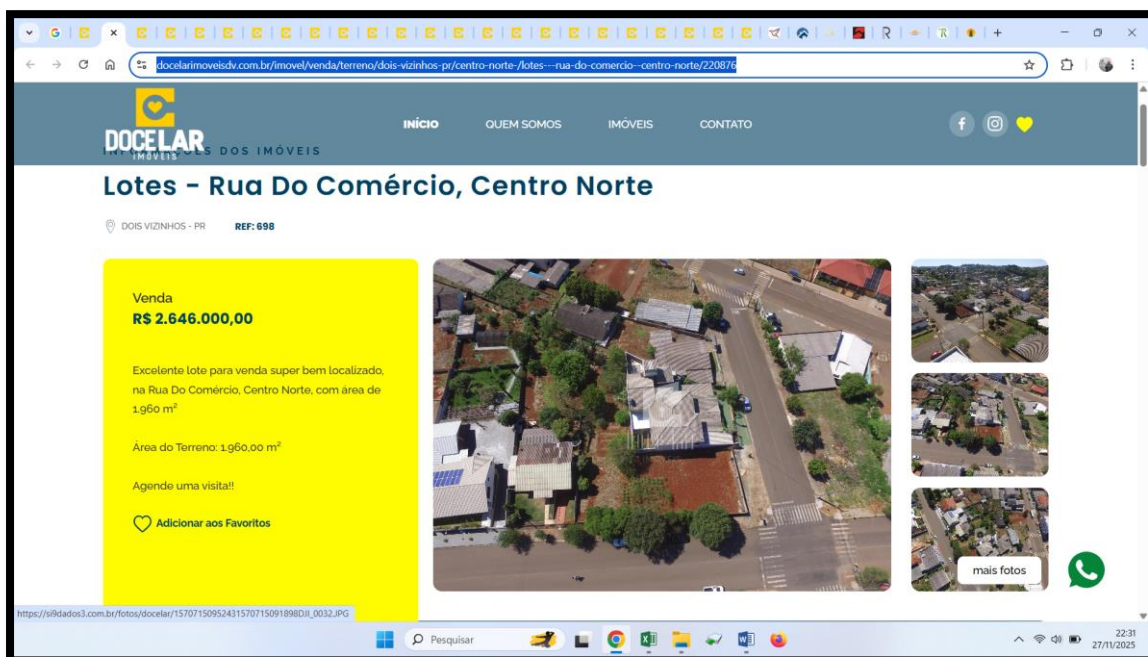 docelarimoveisdv.com.br/imovel/venda/terreno/dois-vizinhos-pr/centro-norte-/lotes---rua-do-comercio--centro-norte/220876
DOCELAR
IMÓVEIS
INÍCIO
QUEM SOMOS
IMÓVEIS
CONTATO
DOS IMÓVEIS
Lotes - Rua Do Comércio, Centro Norte
DOIS VIZINHOS - PR
REF: 698
Venda
R$ 2.646.000,00
Excelente lote para venda super bem localizado,
na Rua Do Comércio, Centro Norte, com área de
1.960 m²
Área do Terreno: 1.960,00 m²
Agende uma visita!!
Adicionar aos Favoritos
mais fotos
https://si9dados3.com.br/fotos/docelar/15707150952431570715091898DJI_0032.JPG
Pesquisar
22:31
27/11/2025